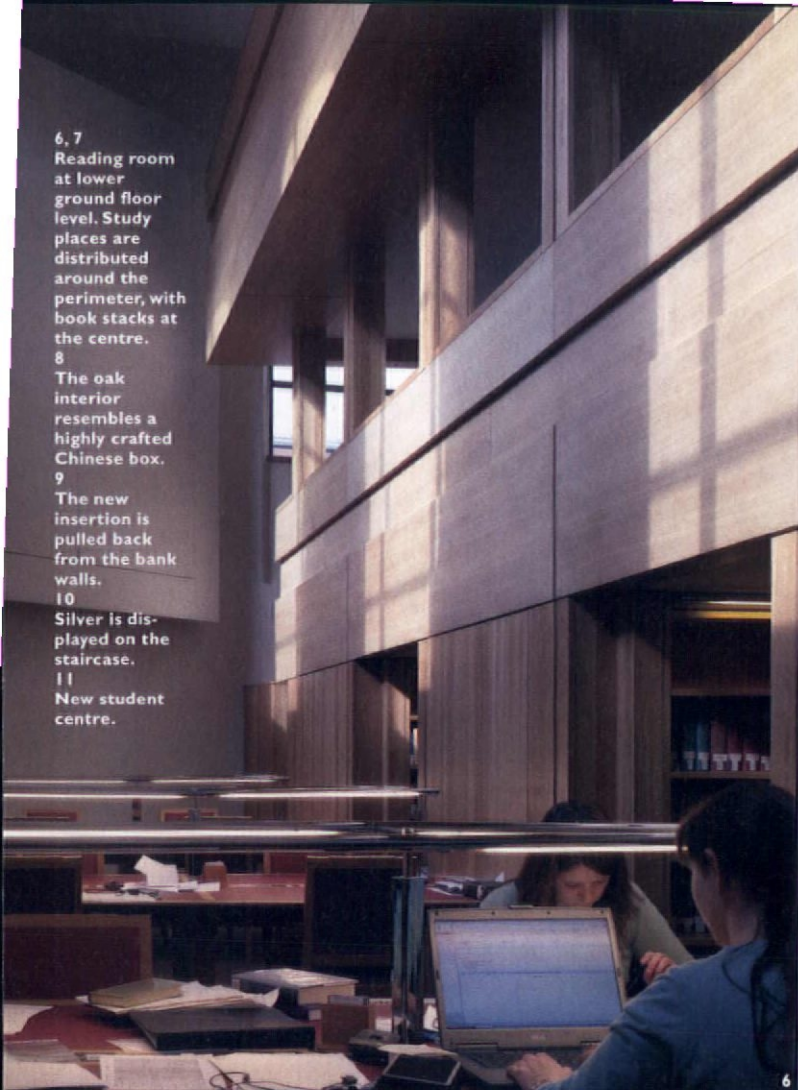 6, 7
Reading room
at lower
ground floor
level. Study
places are
distributed
around the
perimeter, with
book stacks at
the centre.
8
The oak
interior
resembles a
highly crafted
Chinese box.
9
The new
insertion is
pulled back
from the bank
walls.
10
Silver is dis-
played on the
staircase.
11
New student
centre.
6